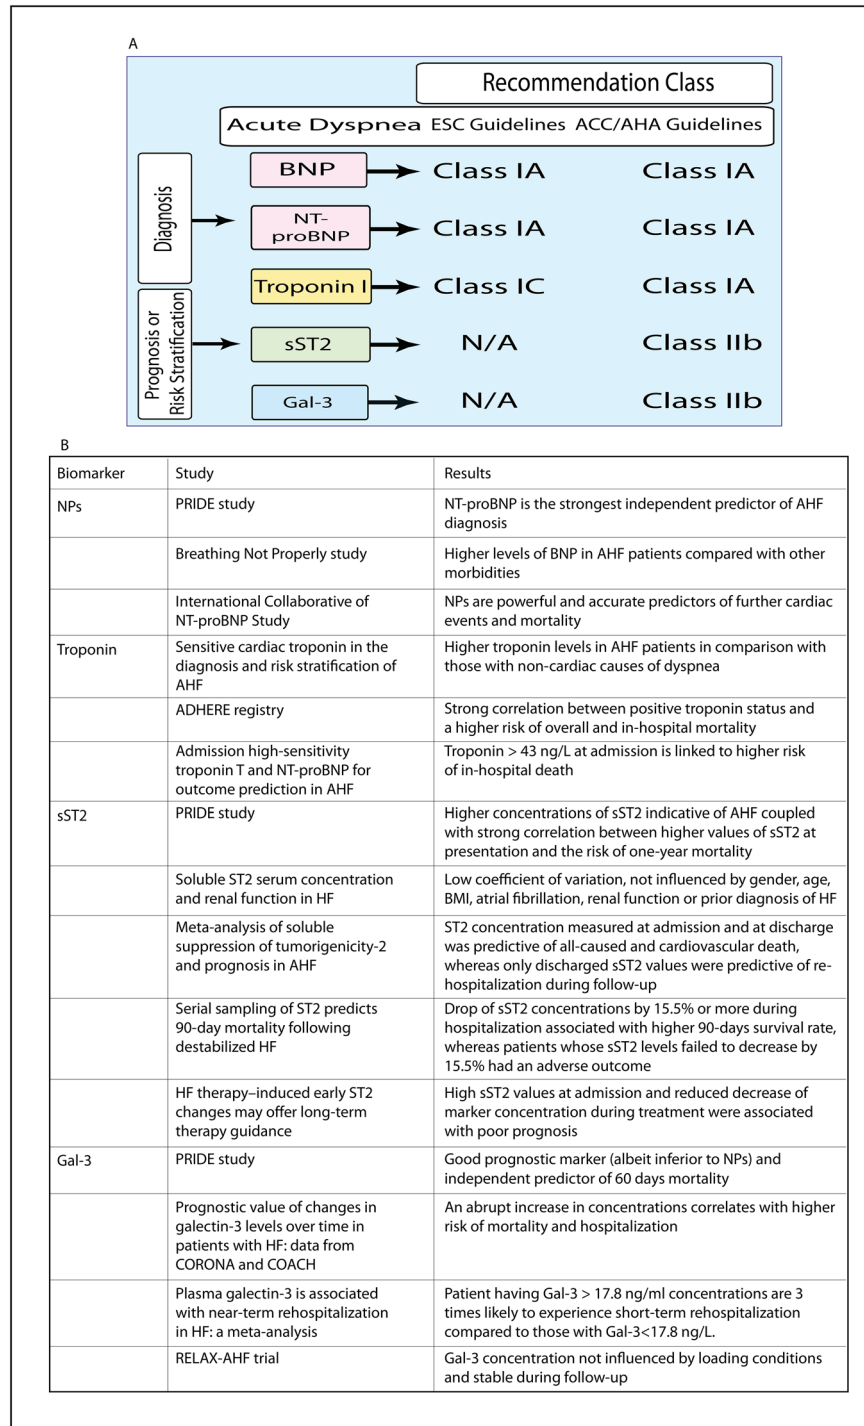 A
Recommendation Class
Acute Dyspnea ESC Guidelines ACC/AHA Guidelines
Diagnosis
BNP Class IA Class IA
NT-
proBNP Class IA Class IA
Troponin I Class IC Class IA
Prognosis or
Risk Stratification
sST2 N/A Class IIb
Gal-3 N/A Class IIb
B
Biomarker Study Results
NPs PRIDE study NT-proBNP is the strongest independent predictor of AHF
diagnosis
Breathing Not Properly study Higher levels of BNP in AHF patients compared with other
morbidities
International Collaborative of NPs are powerful and accurate predictors of further cardiac
NT-proBNP Study events and mortality
Troponin Sensitive cardiac troponin in the Higher troponin levels in AHF patients in comparison with
diagnosis and risk stratification of those with non-cardiac causes of dyspnea
AHF
ADHERE registry Strong correlation between positive troponin status and
a higher risk of overall and in-hospital mortality
Admission high-sensitivity Troponin > 43 ng/L at admission is linked to higher risk
troponin T and NT-proBNP for of in-hospital death
outcome prediction in AHF
sST2 PRIDE study Higher concentrations of sST2 indicative of AHF coupled
with strong correlation between higher values of sST2 at
presentation and the risk of one-year mortality
Soluble ST2 serum concentration Low coefficient of variation, not influenced by gender, age,
and renal function in HF BMI, atrial fibrillation, renal function or prior diagnosis of HF
Meta-analysis of soluble ST2 concentration measured at admission and at discharge
suppression of tumorigenicity-2 was predictive of all-caused and cardiovascular death,
and prognosis in AHF whereas only discharged sST2 values were predictive of re-
hospitalization during follow-up
Serial sampling of ST2 predicts Drop of sST2 concentrations by 15.5% or more during
90-day mortality following hospitalization associated with higher 90-days survival rate,
destabilized HF whereas patients whose sST2 levels failed to decrease by
15.5% had an adverse outcome
HF therapy–induced early ST2 High sST2 values at admission and reduced decrease of
changes may offer long-term marker concentration during treatment were associated
therapy guidance with poor prognosis
Gal-3 PRIDE study Good prognostic marker (albeit inferior to NPs) and
independent predictor of 60 days mortality
Prognostic value of changes in An abrupt increase in concentrations correlates with higher
galectin-3 levels over time in risk of mortality and hospitalization
patients with HF: data from
CORONA and COACH
Plasma galectin-3 is associated Patient having Gal-3 > 17.8 ng/ml concentrations are 3
with near-term rehospitalization times likely to experience short-term rehospitalization
in HF: a meta-analysis compared to those with Gal-3<17.8 ng/L.
RELAX-AHF trial Gal-3 concentration not influenced by loading conditions
and stable during follow-up